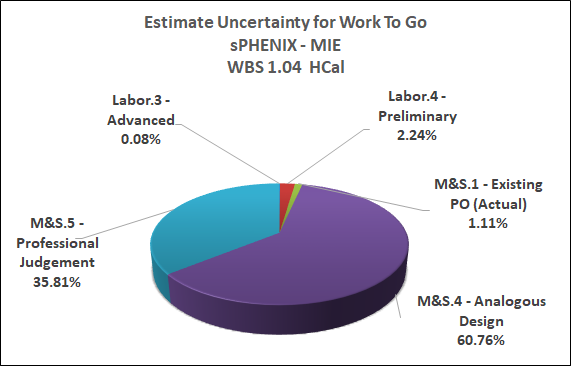 Estimate Uncertainty for Work To Go
sPHENIX - MIE
WBS 1.04 HCal
Labor.3 -
Advanced
0.08%
Labor.4 -
Preliminary
2.24%
M&S.1 - Existing
PO (Actual)
1.11%
M&S.5 -
Professional
Judgement
35.81%
M&S.4 - Analogous
Design
60.76%